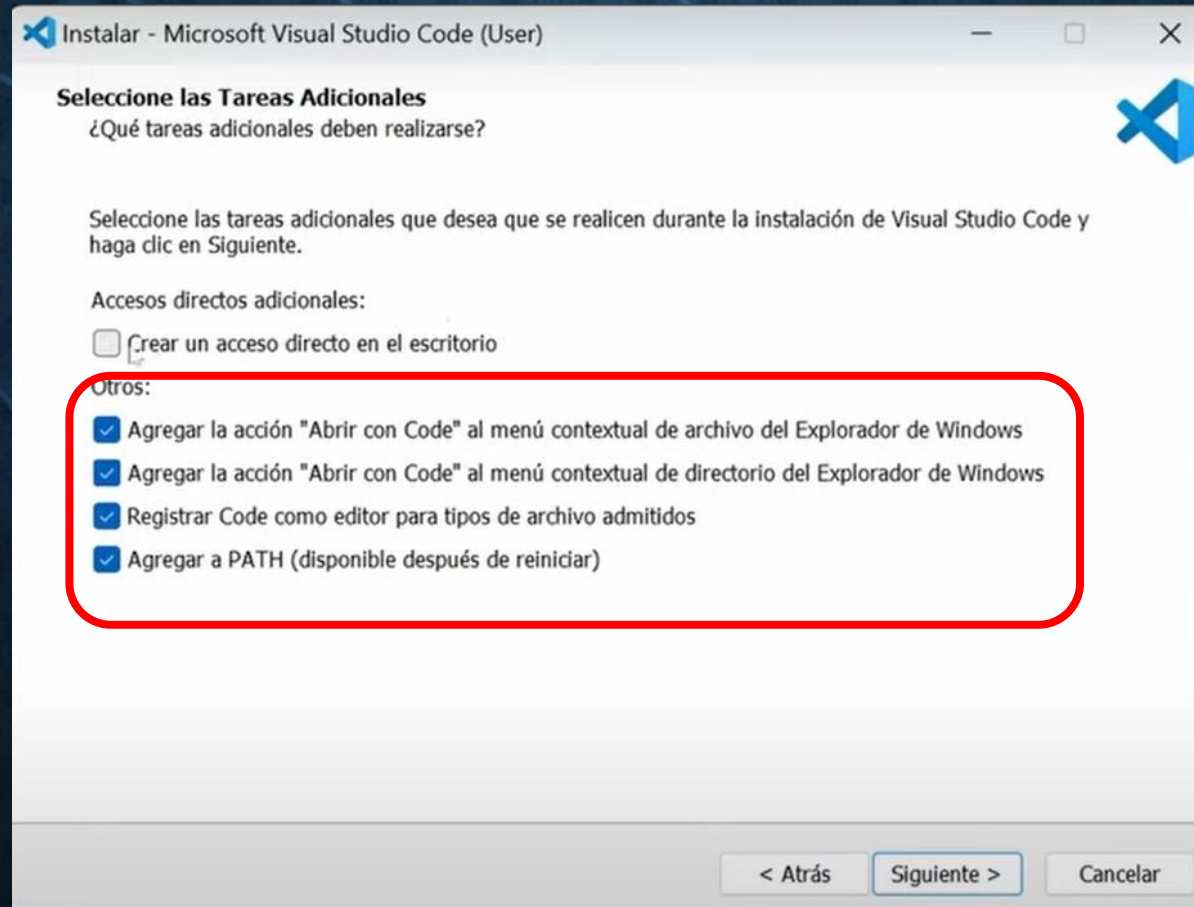 Instalar - Microsoft Visual Studio Code (User)
Seleccione las Tareas Adicionales
¿Qué tareas adicionales deben realizarse?
Seleccione las tareas adicionales que desea que se realicen durante la instalación de Visual Studio Code y
haga clic en Siguiente.
Accesos directos adicionales:
Crear un acceso directo en el escritorio
Otros:
Agregar la acción "Abrir con Code" al menú contextual de archivo del Explorador de Windows
Agregar la acción "Abrir con Code" al menú contextual de directorio del Explorador de Windows
Registrar Code como editor para tipos de archivo admitidos
Agregar a PATH (disponible después de reiniciar)
< Atrás Siguiente > Cancelar